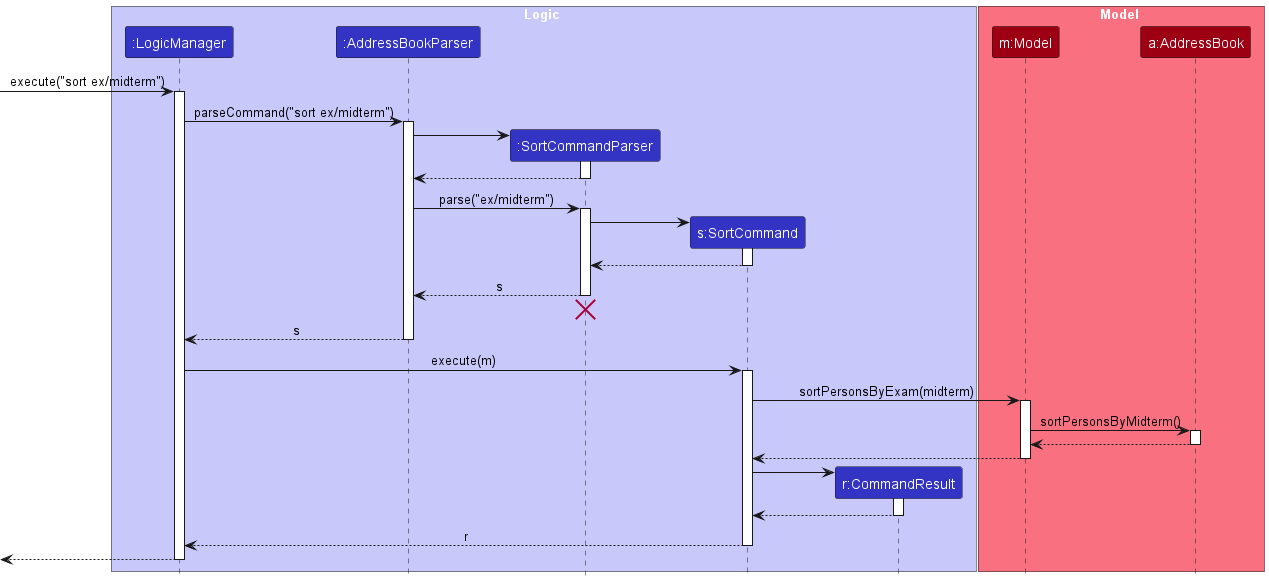 Logic
Model
:LogicManager
:AddressBookParser
m:Model
a:AddressBook
execute("sort ex/midterm")
parseCommand("sort ex/midterm")
:SortCommandParser
parse("ex/midterm")
s:SortCommand
s
s
execute(m)
sortPersonsByExam(midterm)
sortPersonsByMidterm()
r:CommandResult
r